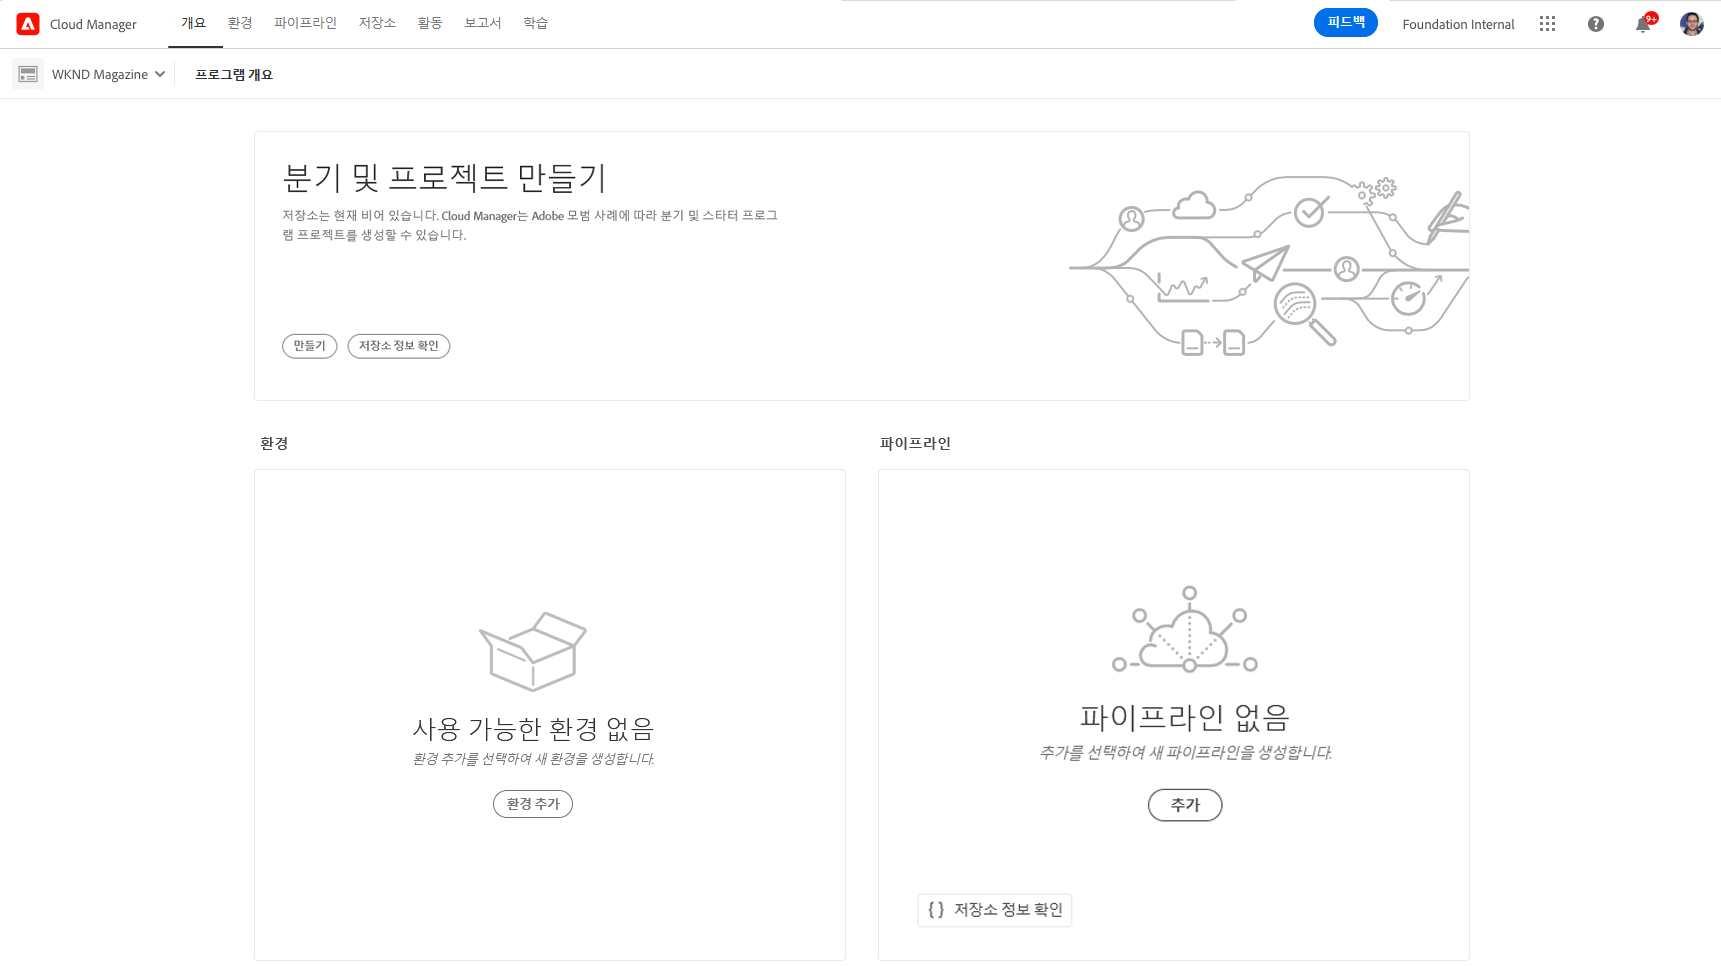 Cloud Manager 개요 환경 파이프라인 저장소 활동 보고서 학습 피드백 Foundation Internal 9+
WKND Magazine 프로그램 개요
분기 및 프로젝트 만들기
저장소는 현재 비어 있습니다. Cloud Manager는 Adobe 모범 사례에 따라 분기 및 스타터 프로그
램 프로젝트를 생성할 수 있습니다.
만들기 저장소 정보 확인
환경
사용 가능한 환경 없음
환경 추가를 선택하여 새 환경을 생성합니다.
환경 추가
파이프라인
파이프라인 없음
추가를 선택하여 새 파이프라인을 생성합니다.
추가
{ } 저장소 정보 확인